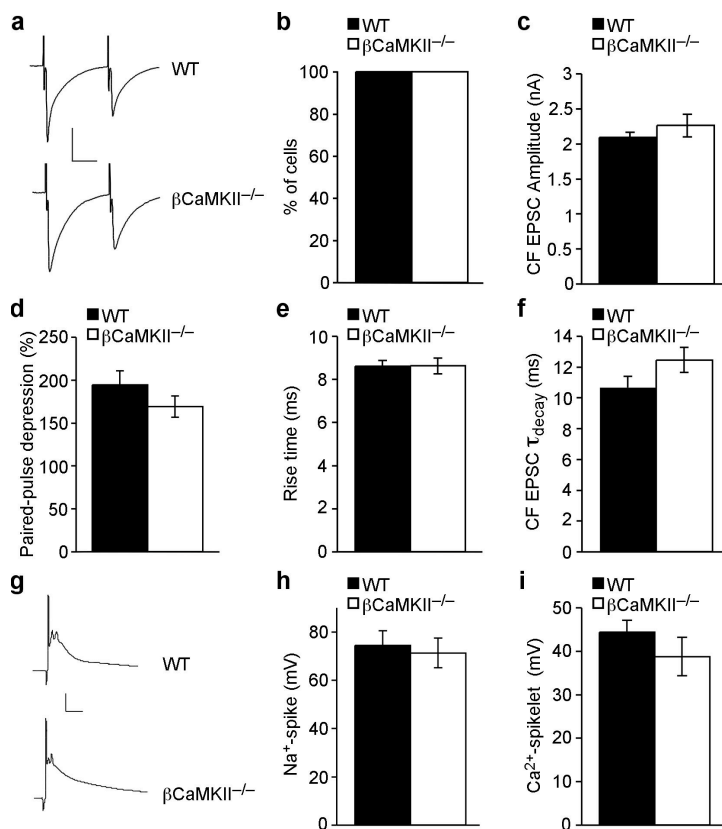 a
WT
βCaMKII–/–
b
WT
βCaMKII–/–
% of cells
100
80
60
40
20
0
c
WT
βCaMKII–/–
CF EPSC Amplitude (nA)
3
2.5
2
1.5
1
0.5
0
d
WT
βCaMKII–/–
Paired-pulse depression (%)
250
200
150
100
50
0
e
WT
βCaMKII–/–
Rise time (ms)
10
8
6
4
2
0
f
WT
βCaMKII–/–
CF EPSC τdecay (ms)
16
14
12
10
8
6
4
2
0
g
WT
βCaMKII–/–
h
WT
βCaMKII–/–
Na+-spike (mV)
100
80
60
40
20
0
i
WT
βCaMKII–/–
Ca2+-spikelet (mV)
50
40
30
20
10
0